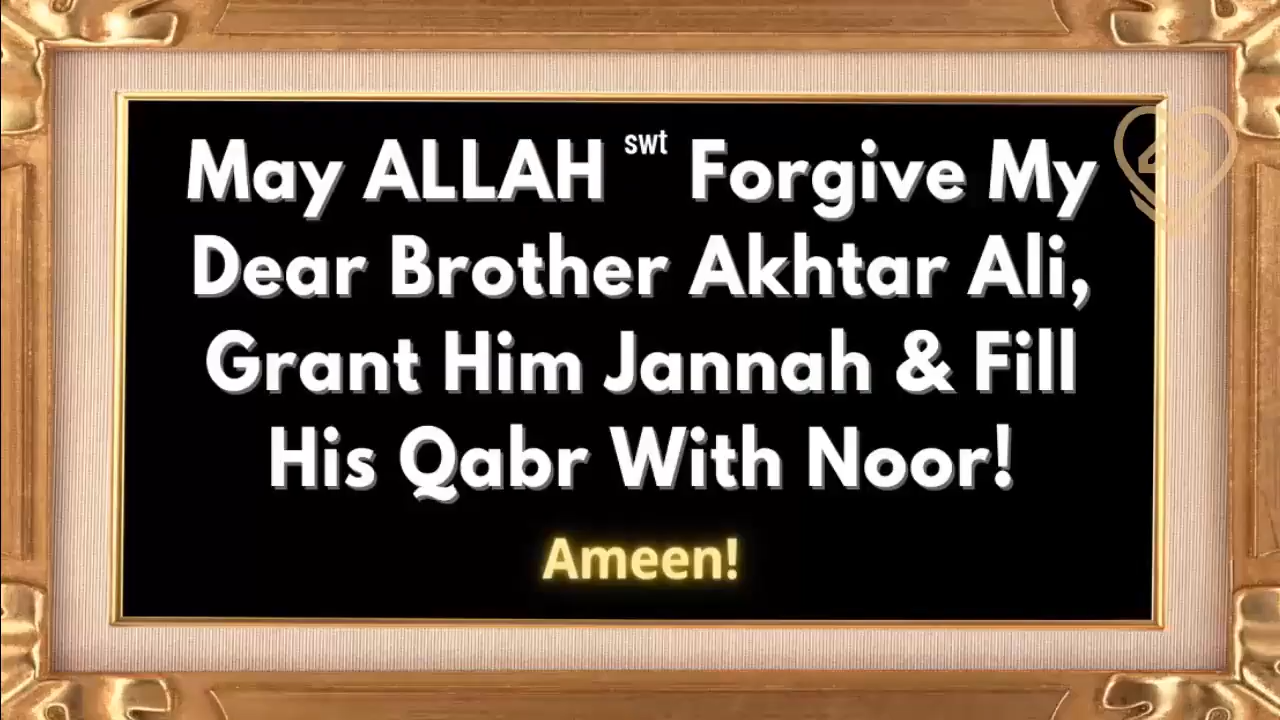 May ALLAH swt Forgive My
Dear Brother Akhtar Ali,
Grant Him Jannah & Fill
His Qabr With Noor!
Ameen!